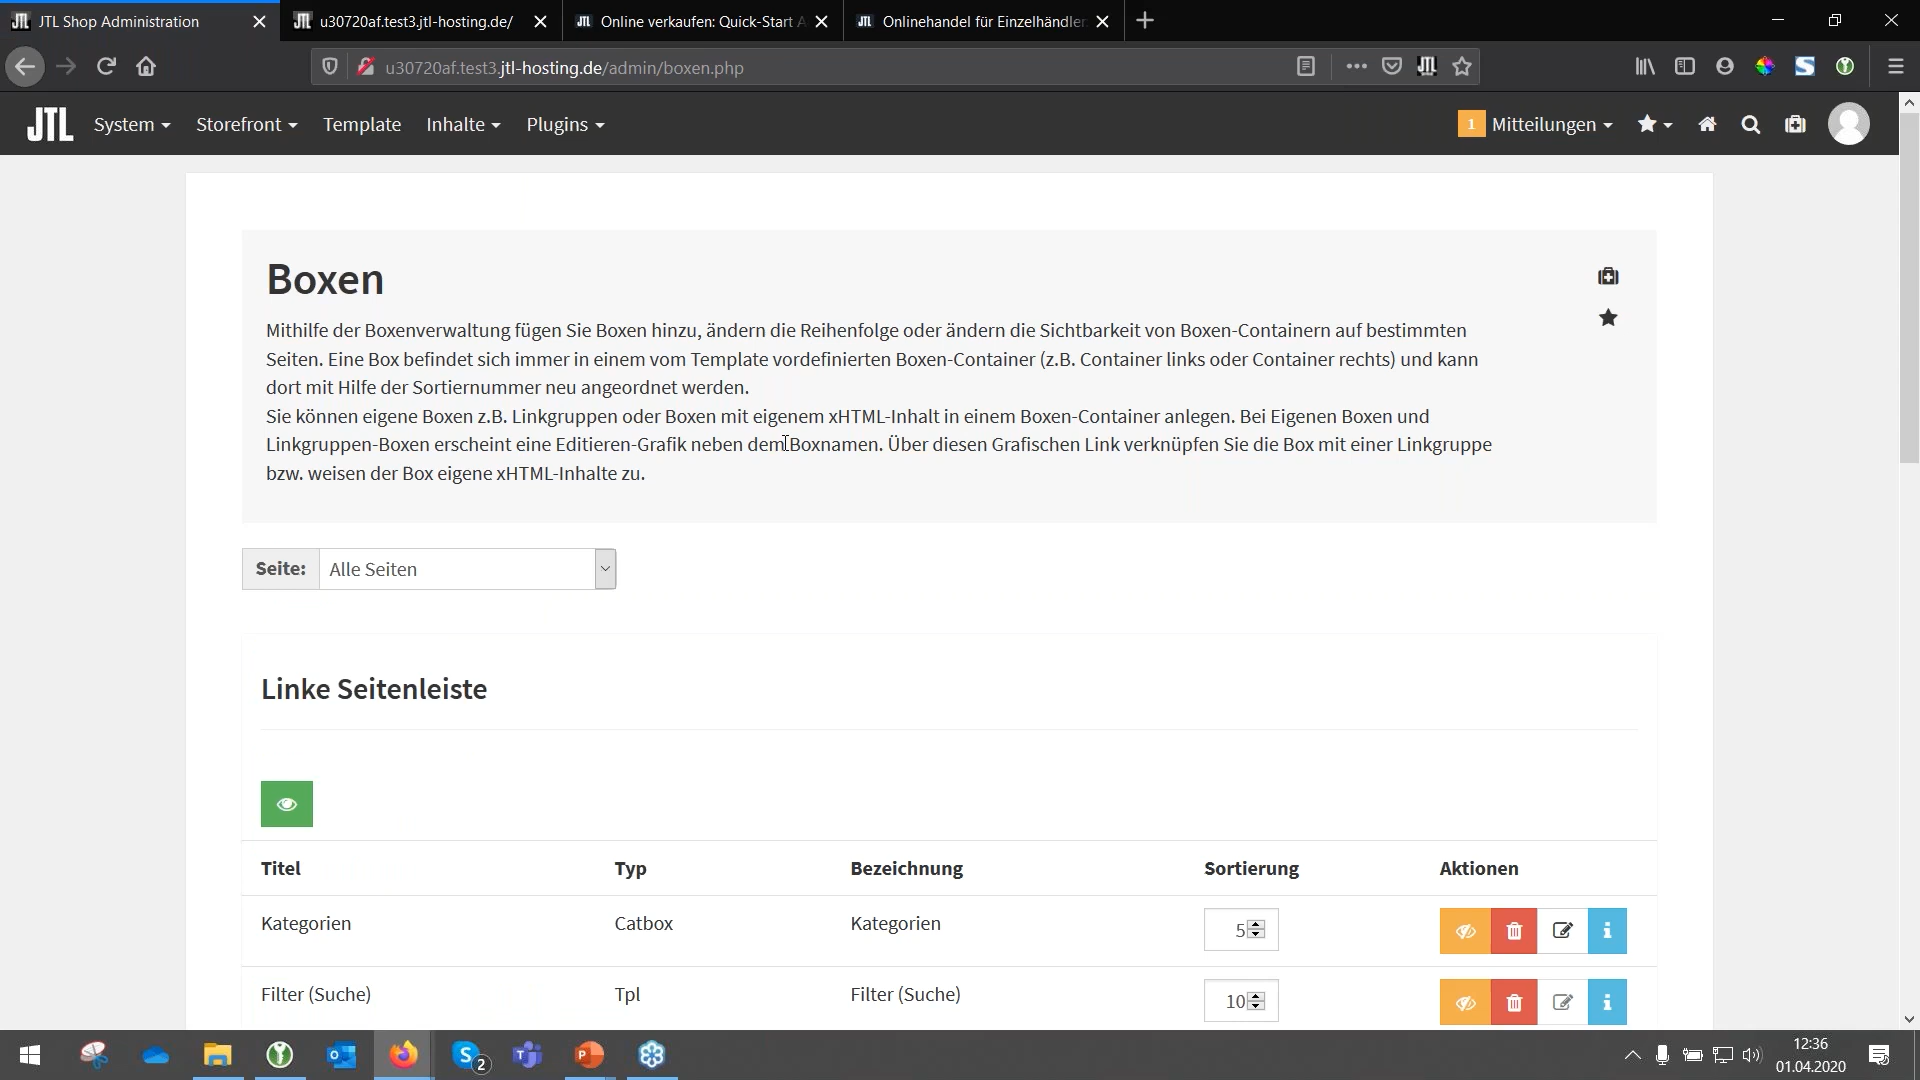 JTL Shop Administration
u30720af.test3.jtl-hosting.de/
Online verkaufen: Quick-Start
Onlinehandel für Einzelhändler
u30720af.test3.jtl-hosting.de/admin/boxen.php
JTL System Storefront Template Inhalte Plugins 1 Mitteilungen
Boxen
Mithilfe der Boxenverwaltung fügen Sie Boxen hinzu, ändern die Reihenfolge oder ändern die Sichtbarkeit von Boxen-Containern auf bestimmten
Seiten. Eine Box befindet sich immer in einem vom Template vordefinierten Boxen-Container (z.B. Container links oder Container rechts) und kann
dort mit Hilfe der Sortiernummer neu angeordnet werden.
Sie können eigene Boxen z.B. Linkgruppen oder Boxen mit eigenem xHTML-Inhalt in einem Boxen-Container anlegen. Bei Eigenen Boxen und
Linkgruppen-Boxen erscheint eine Editieren-Grafik neben dem Boxnamen. Über diesen Grafischen Link verknüpfen Sie die Box mit einer Linkgruppe
bzw. weisen der Box eigene xHTML-Inhalte zu.
Seite: Alle Seiten
Linke Seitenleiste
Titel Typ Bezeichnung Sortierung Aktionen
Kategorien Catbox Kategorien 5
Filter (Suche) Tpl Filter (Suche) 10
2
12:36
01.04.2020